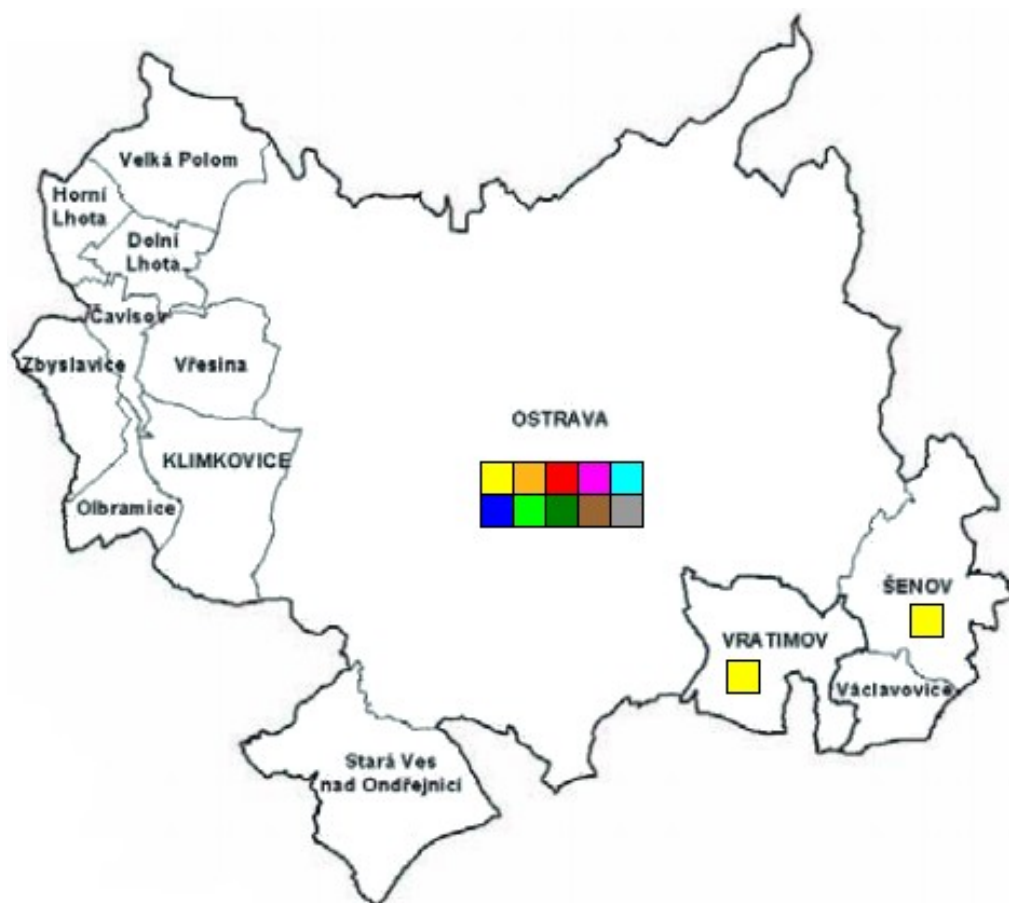 Velká Polom
Horní
Lhota
Dolní
Lhota
Čavisov
Zbyslavice
Vřesina
OSTRAVA
KLIMKOVICE
Olbramice
ŠENOV
VRATIMOV
Václavovice
Stará Ves
nad Ondřejnicí